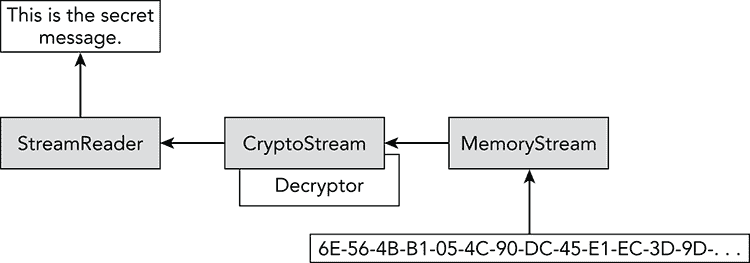 This is the secret
message.
StreamReader
CryptoStream
MemoryStream
Decryptor
6E-56-4B-B1-05-4C-90-DC-45-E1-EC-3D-9D-. . .